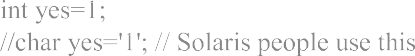 int yes=1;
//char yes='1'; // Solaris people use this